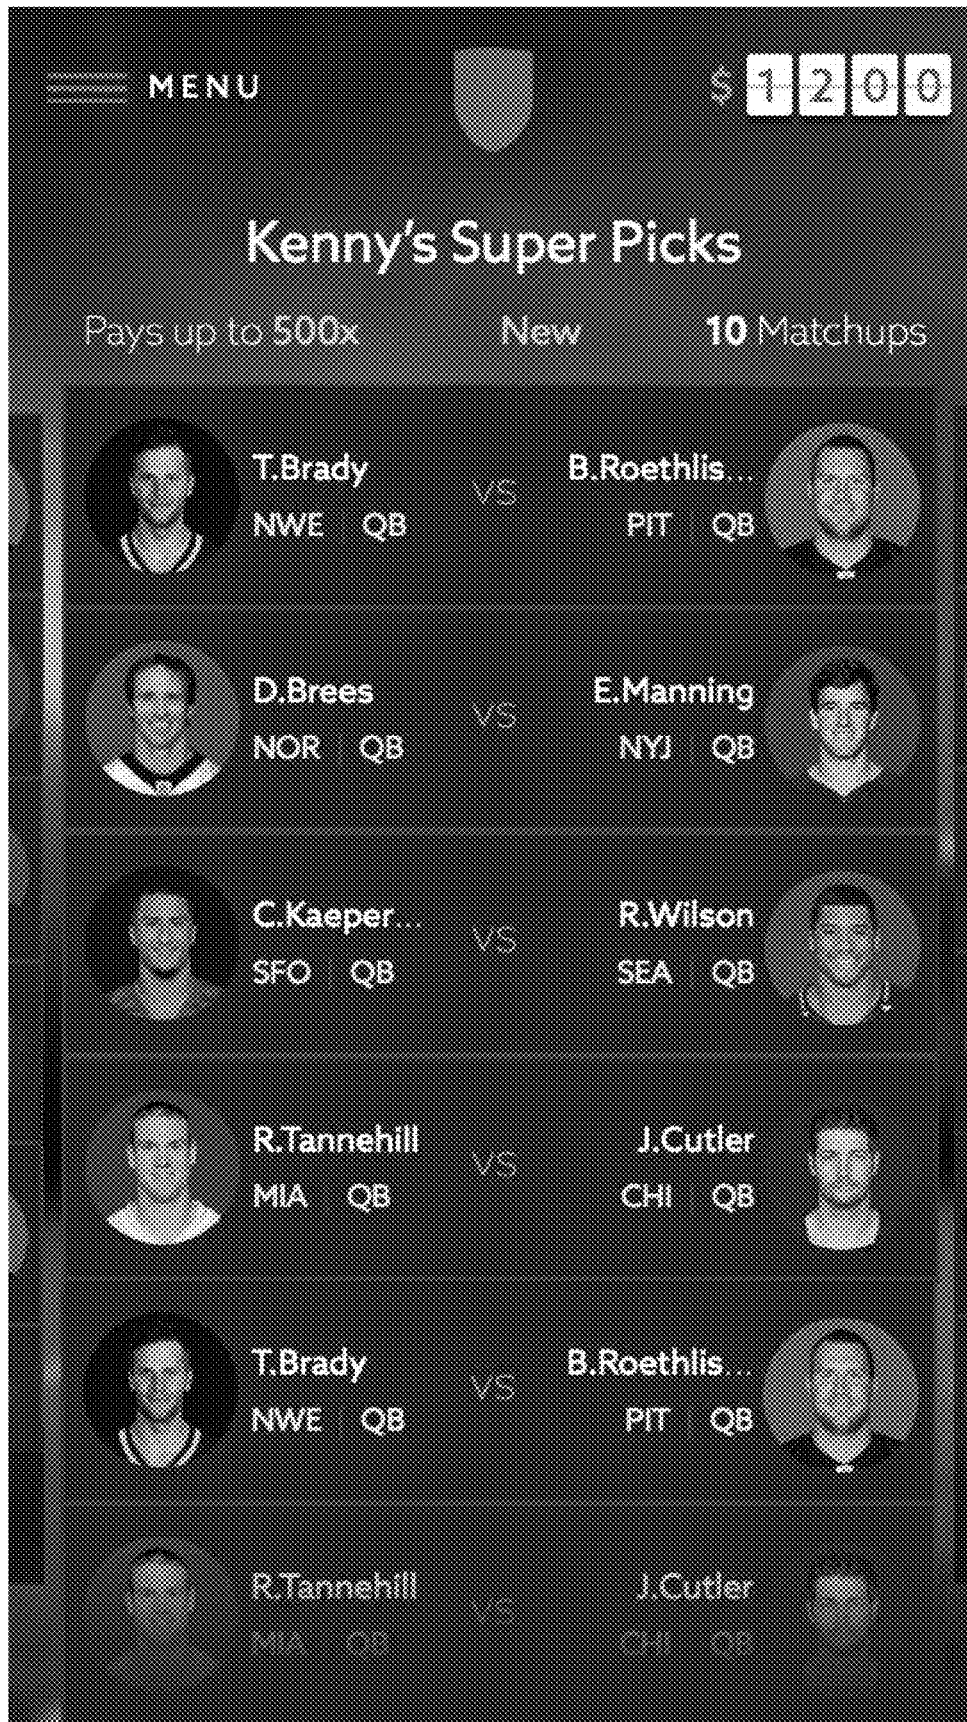 MENU $ 1 2 0 0
Kenny's Super Picks
Pays up to 500x New 10 Matchups
T.Brady vs B.Roethlis...
NWE | QB PIT | QB
D.Brees vs E.Manning
NOR | QB NYJ | QB
C.Kaeper... vs R.Wilson
SFO | QB SEA | QB
R.Tannehill vs J.Cutler
MIA | QB CHI | QB
T.Brady vs B.Roethlis...
NWE | QB PIT | QB
R.Tannehill vs J.Cutler
MIA QB CHI QB